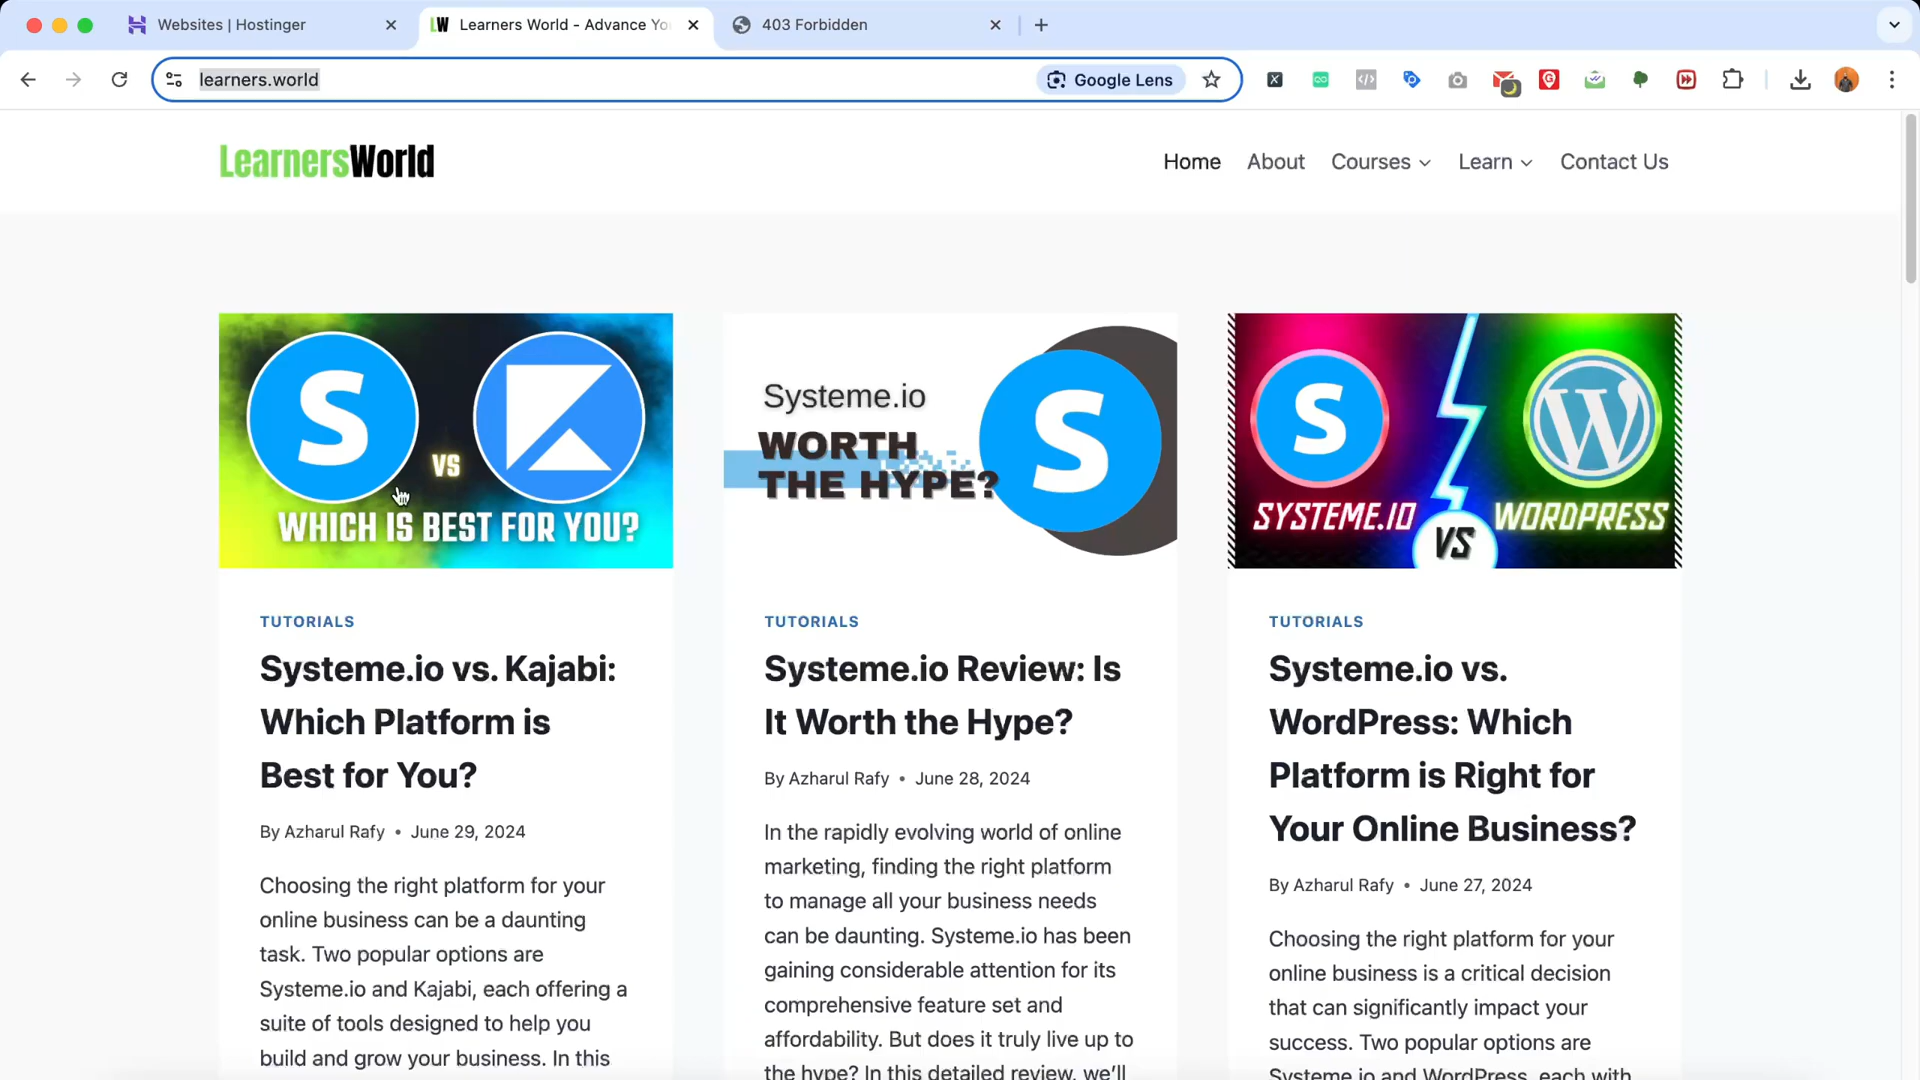 Websites | Hostinger
Learners World - Advance Yo
403 Forbidden
learners.world
Google Lens
LearnersWorld
Home About Courses Learn Contact Us
S
VS
WHICH IS BEST FOR YOU?
TUTORIALS
Systeme.io vs. Kajabi:
Which Platform is
Best for You?
By Azharul Rafy • June 29, 2024
Choosing the right platform for your
online business can be a daunting
task. Two popular options are
Systeme.io and Kajabi, each offering a
suite of tools designed to help you
build and grow your business. In this
Systeme.io
WORTH
THE HYPE?
S
TUTORIALS
Systeme.io Review: Is
It Worth the Hype?
By Azharul Rafy • June 28, 2024
In the rapidly evolving world of online
marketing, finding the right platform
to manage all your business needs
can be daunting. Systeme.io has been
gaining considerable attention for its
comprehensive feature set and
affordability. But does it truly live up to
the hype? In this detailed review, we'll
S
W
SYSTEME.IO
VS
WORDPRESS
TUTORIALS
Systeme.io vs.
WordPress: Which
Platform is Right for
Your Online Business?
By Azharul Rafy • June 27, 2024
Choosing the right platform for your
online business is a critical decision
that can significantly impact your
success. Two popular options are
Systeme.io and WordPress, each with